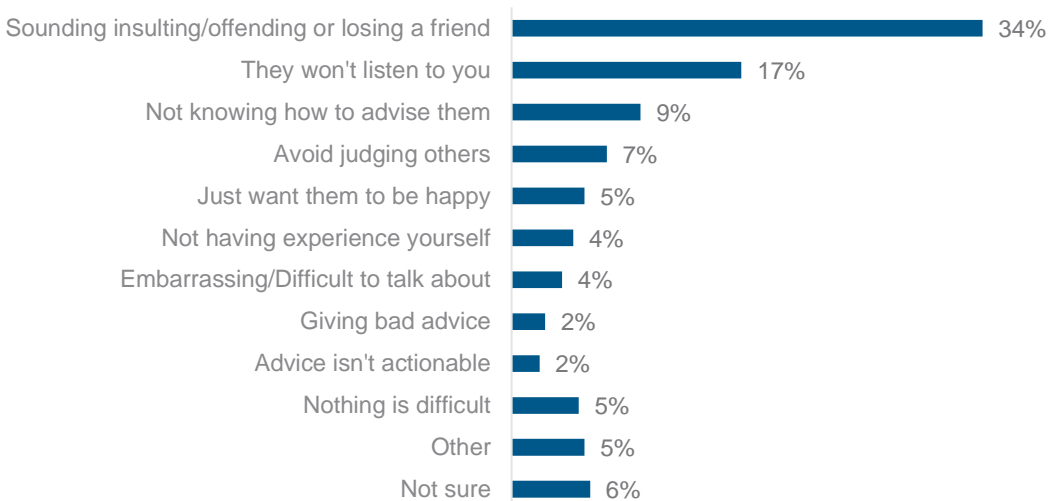 Sounding insulting/offending or losing a friend 34%
They won't listen to you 17%
Not knowing how to advise them 9%
Avoid judging others 7%
Just want them to be happy 5%
Not having experience yourself 4%
Embarrassing/Difficult to talk about 4%
Giving bad advice 2%
Advice isn't actionable 2%
Nothing is difficult 5%
Other 5%
Not sure 6%